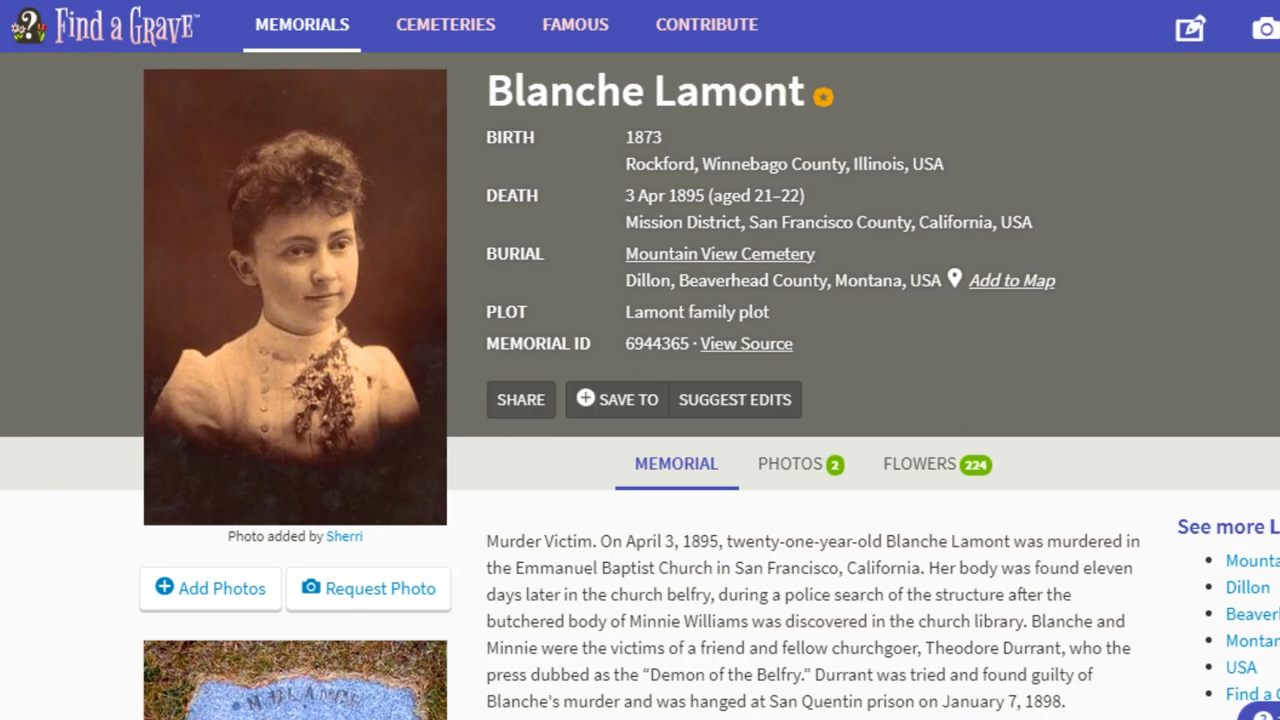 Find a Grave™
MEMORIALS
CEMETERIES
FAMOUS
CONTRIBUTE
Blanche Lamont
BIRTH 1873
Rockford, Winnebago County, Illinois, USA
DEATH 3 Apr 1895 (aged 21–22)
Mission District, San Francisco County, California, USA
BURIAL Mountain View Cemetery
Dillon, Beaverhead County, Montana, USA Add to Map
PLOT Lamont family plot
MEMORIAL ID 6944365 · View Source
SHARE
SAVE TO
SUGGEST EDITS
MEMORIAL
PHOTOS 2
FLOWERS 224
Photo added by Sherri
Add Photos
Request Photo
Murder Victim. On April 3, 1895, twenty-one-year-old Blanche Lamont was murdered in
the Emmanuel Baptist Church in San Francisco, California. Her body was found eleven
days later in the church belfry, during a police search of the structure after the
butchered body of Minnie Williams was discovered in the church library. Blanche and
Minnie were the victims of a friend and fellow churchgoer, Theodore Durrant, who the
press dubbed as the “Demon of the Belfry.” Durrant was tried and found guilty of
Blanche's murder and was hanged at San Quentin prison on January 7, 1898.
See more L
Mounta
Dillon
Beaver
Montan
USA
Find a G